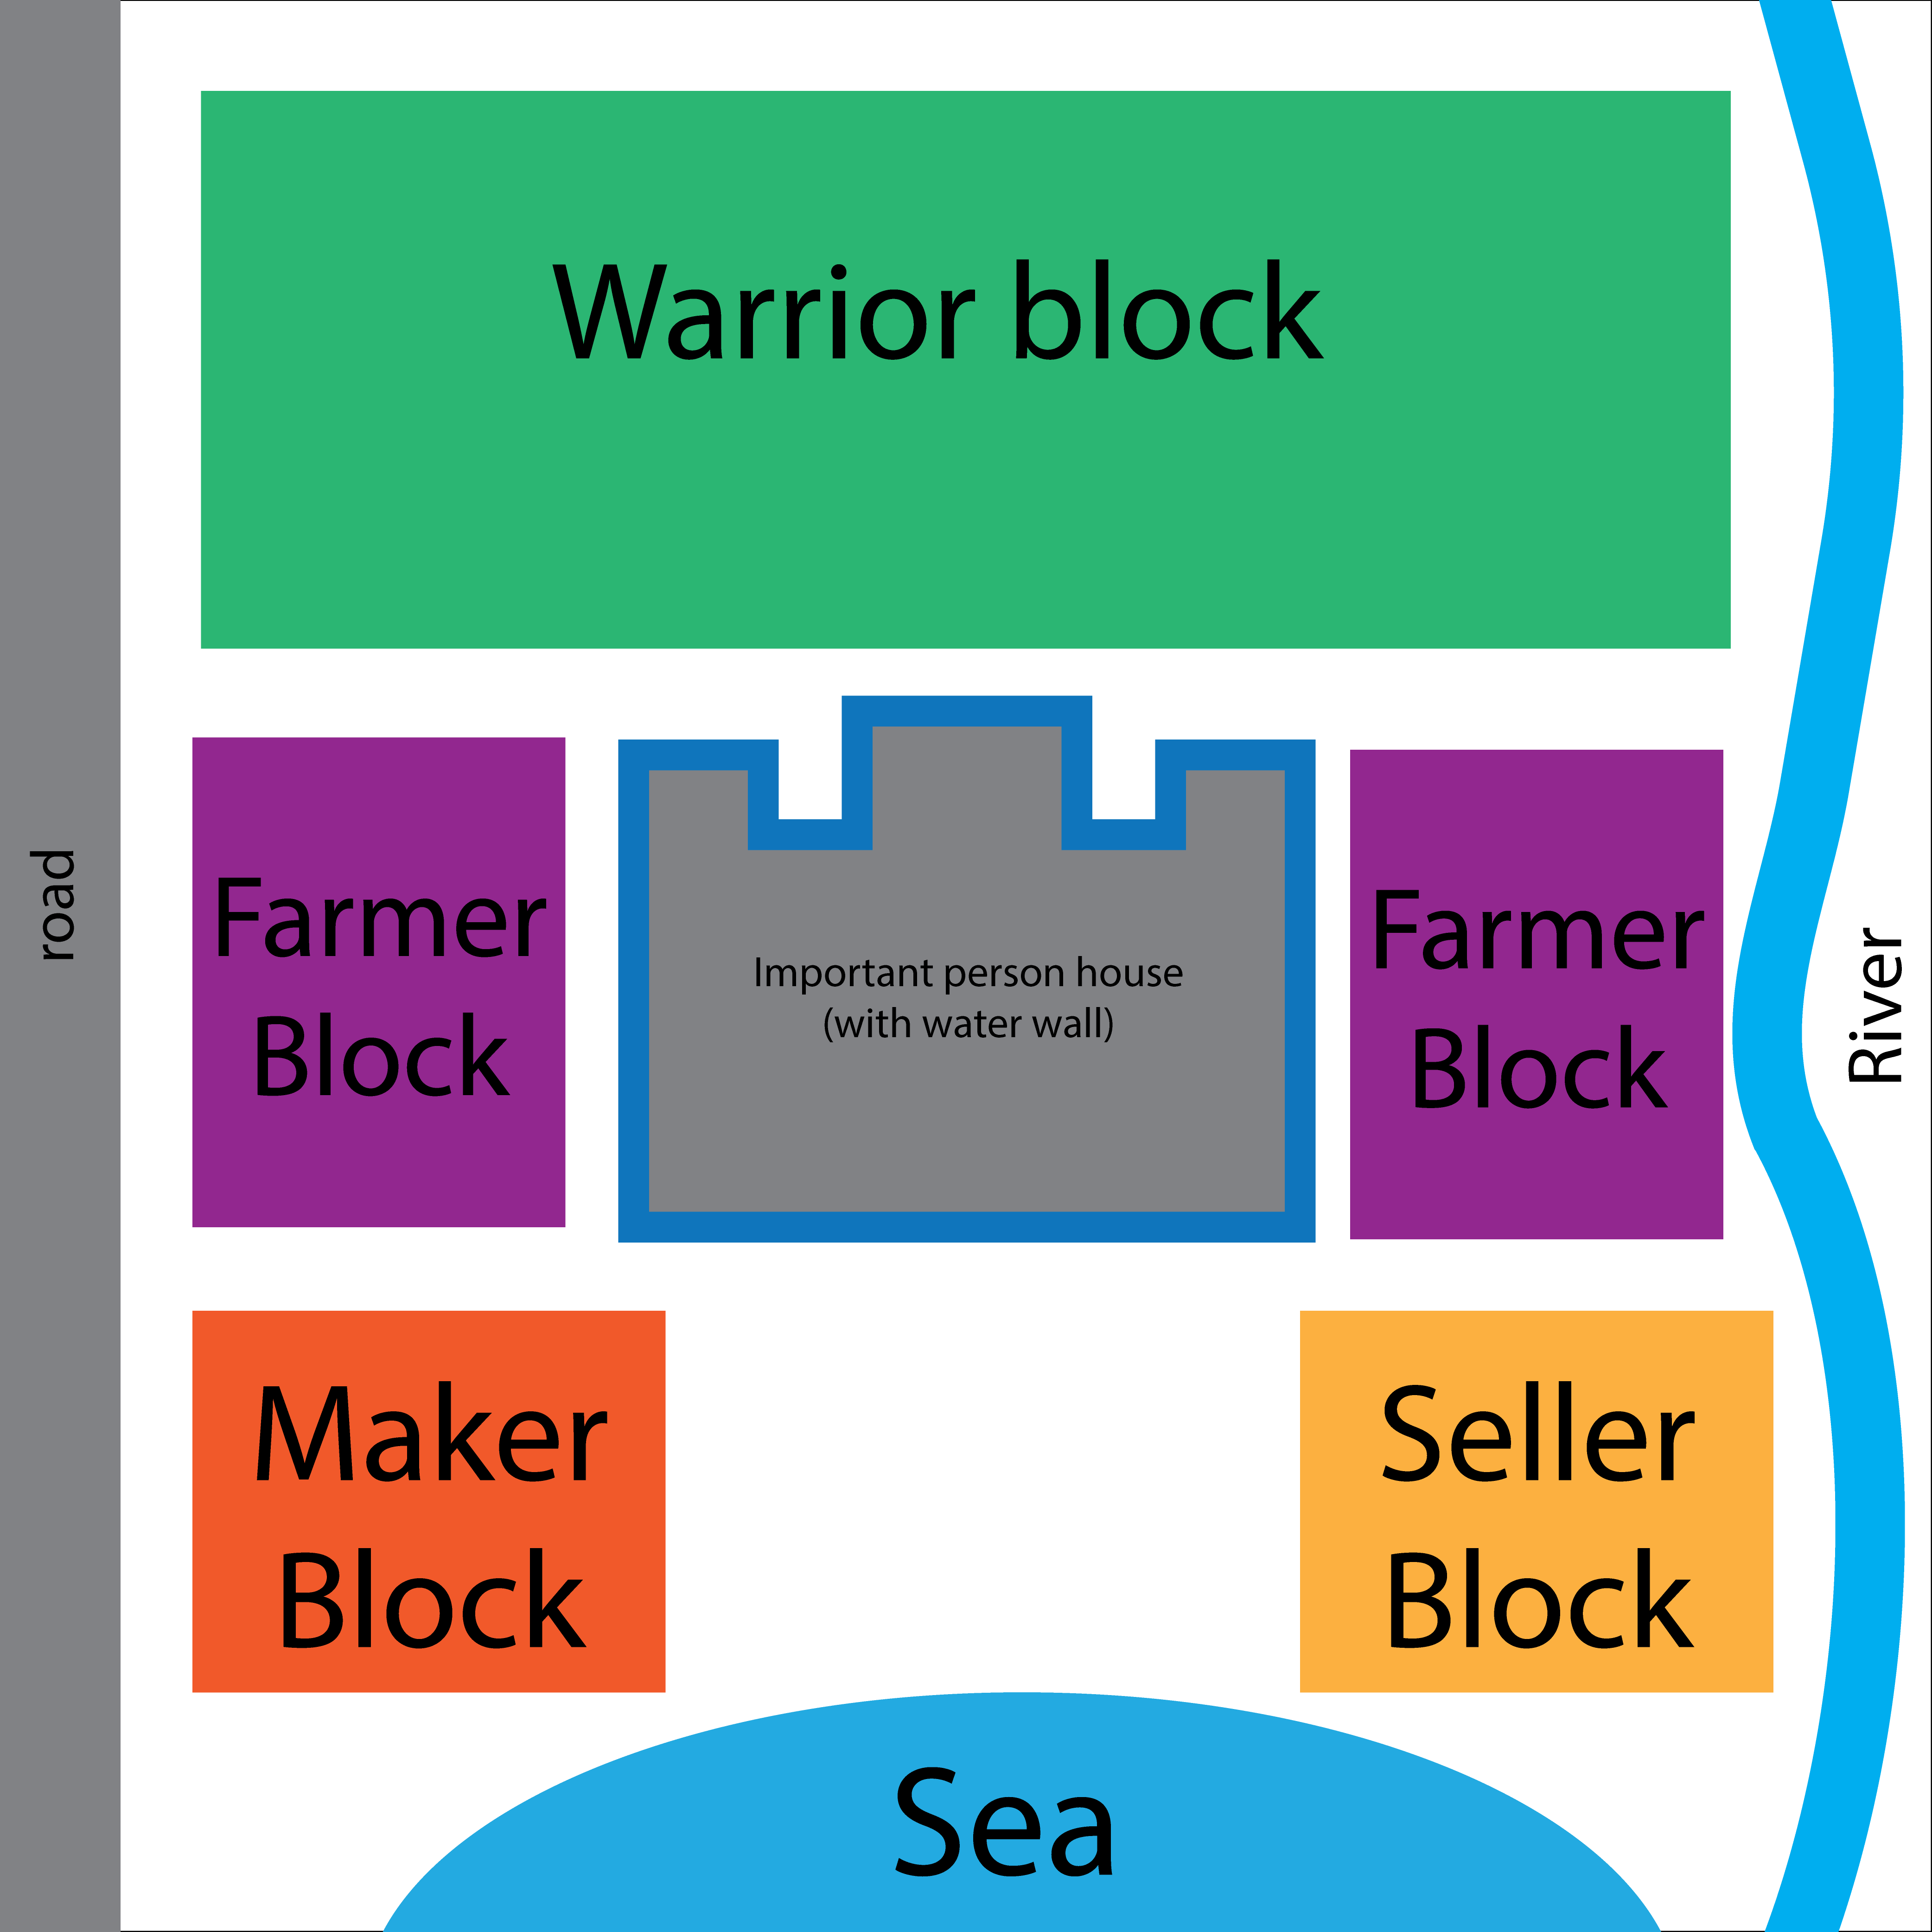 Warrior block
road
Farmer
Block
Important person house
(with water wall)
Farmer
Block
River
Maker
Block
Seller
Block
Sea